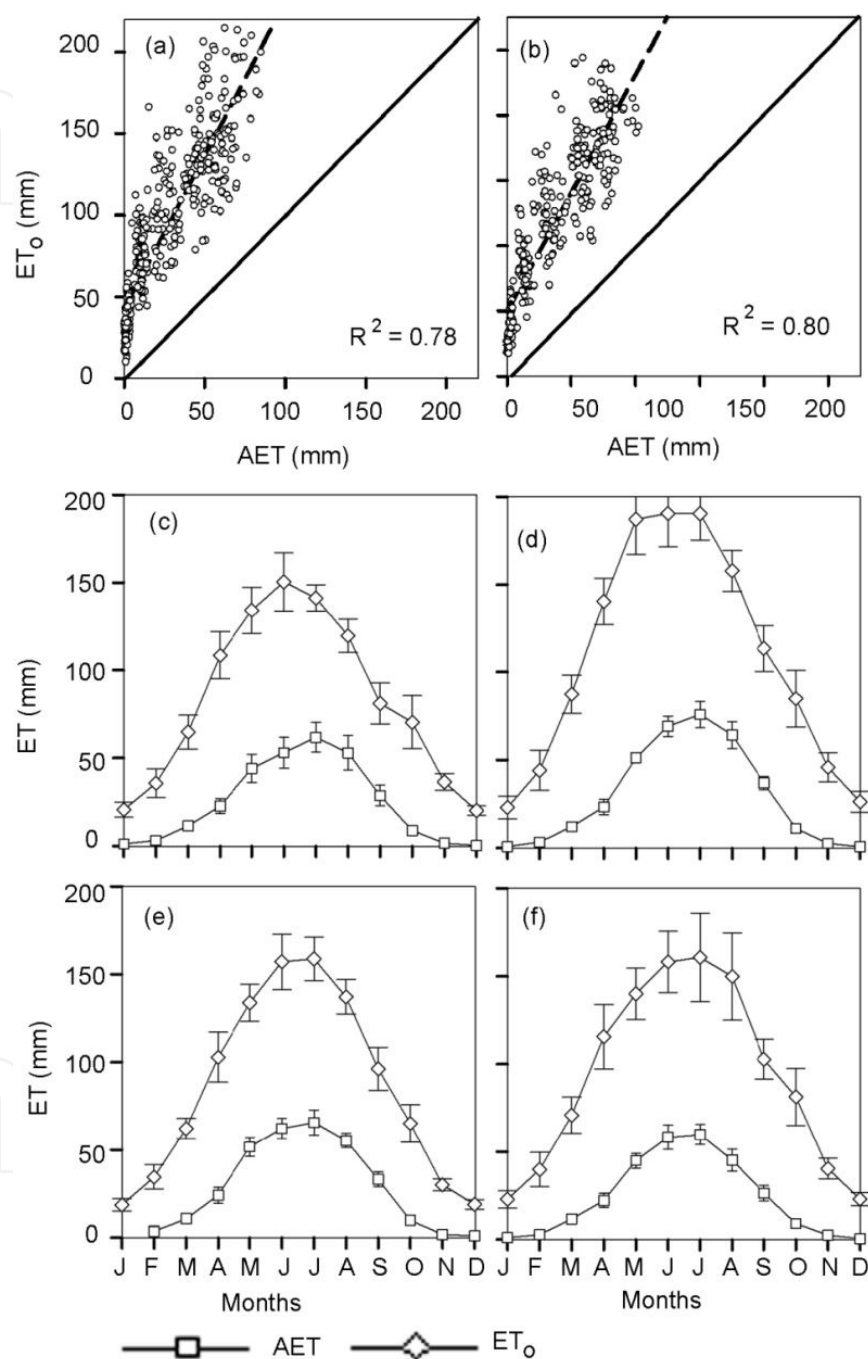 (a)
(b)
200
150
100
50
0
ETo (mm)
R² = 0.78
R² = 0.80
0 50 100 150 200
0 50 100 150 200
AET (mm)
AET (mm)
(c)
(d)
200
150
100
50
0
ET (mm)
(e)
(f)
200
150
100
50
0
ET (mm)
J F M A M J J A S O N D
J F M A M J J A S O N D
Months
Months
AET
ETo